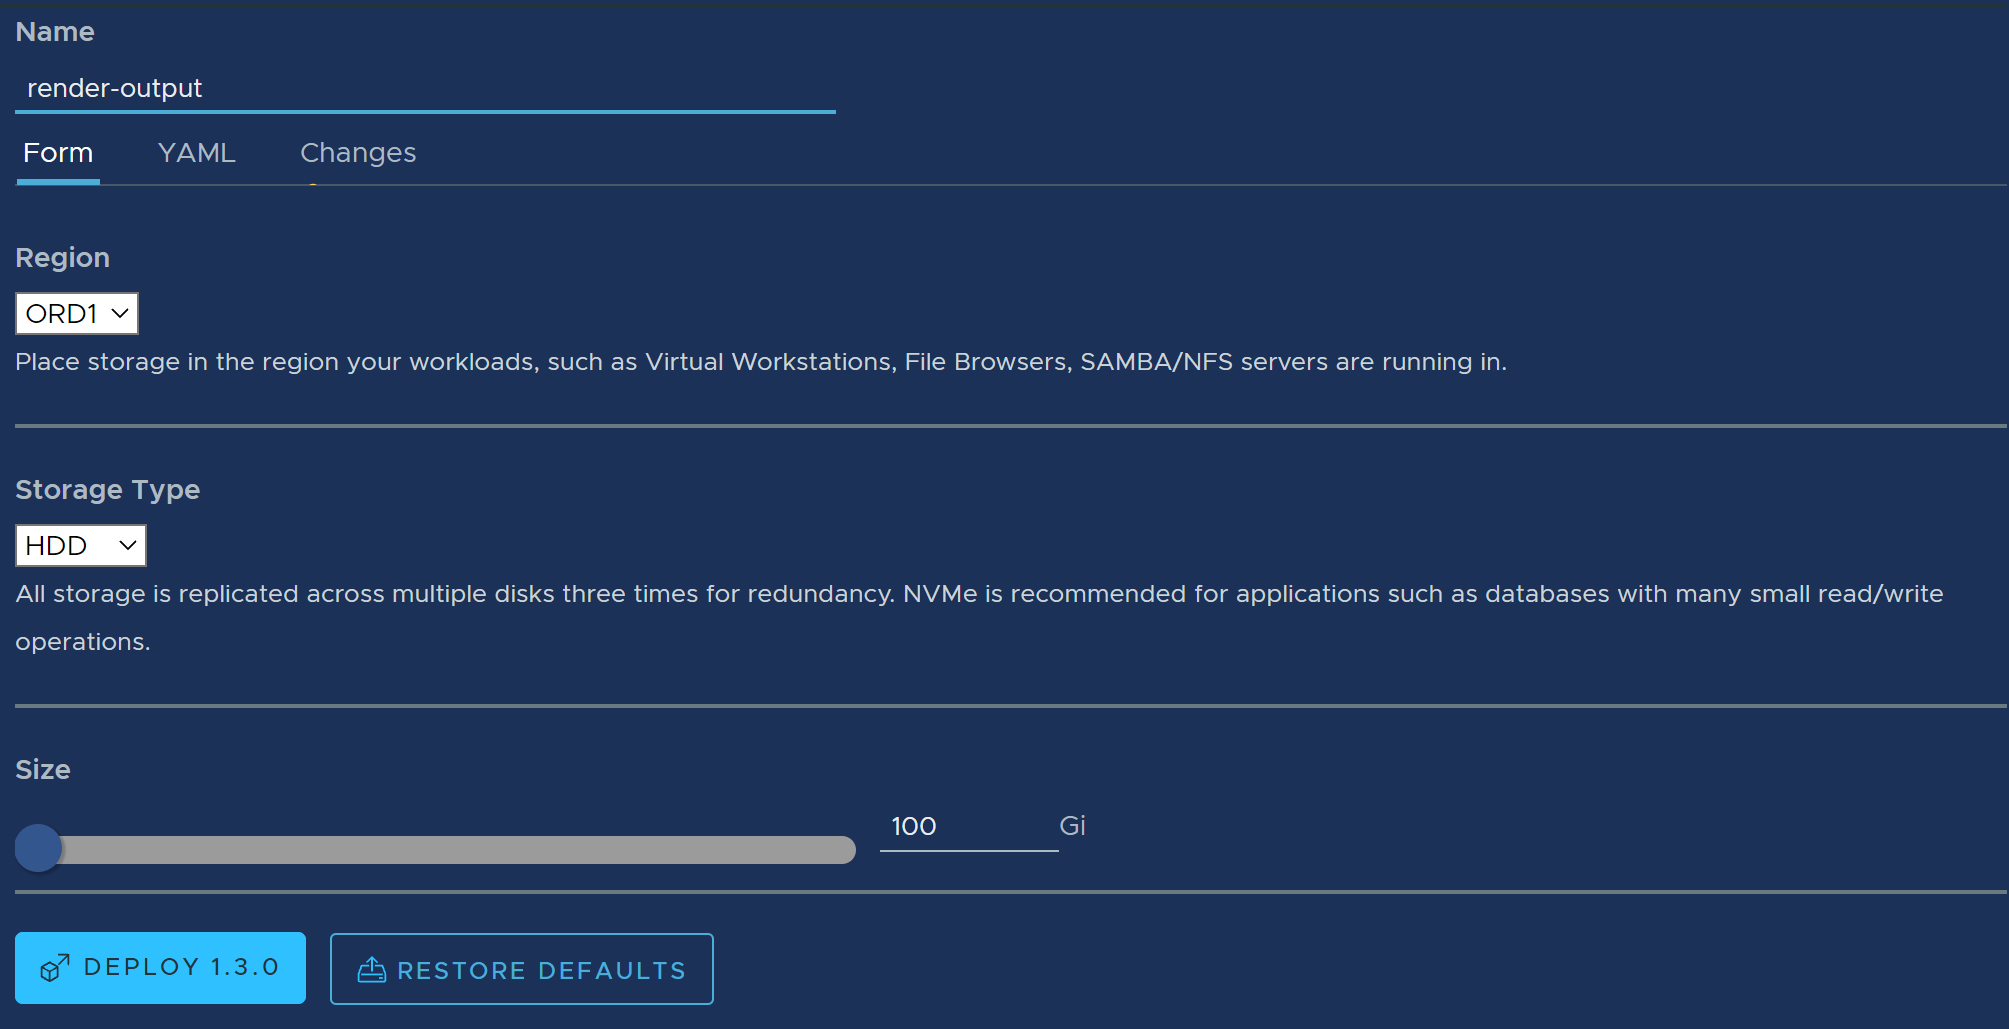 Name
render-output
Form YAML Changes
Region
ORD1
Place storage in the region your workloads, such as Virtual Workstations, File Browsers, SAMBA/NFS servers are running in.
Storage Type
HDD
All storage is replicated across multiple disks three times for redundancy. NVMe is recommended for applications such as databases with many small read/write
operations.
Size
100 Gi
DEPLOY 1.3.0 RESTORE DEFAULTS